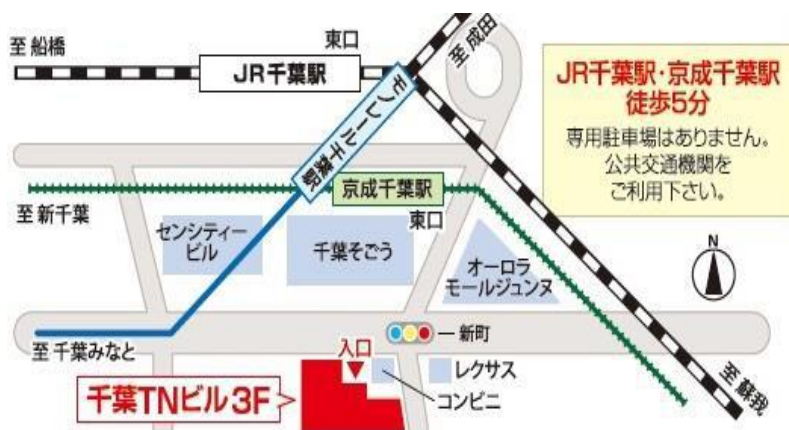 至 船橋
東口
JR千葉駅
至 成田
モノレール千葉駅
JR千葉駅・京成千葉駅
徒歩5分
専用駐車場はありません。
公共交通機関を
ご利用下さい。
京成千葉駅
至 新千葉
東口
センシティー
ビル
千葉そごう
オーロラ
モールジュンヌ
N
新町
至 千葉みなと
入口
レクサス
コンビニ
至 蘇我
千葉TNビル3F